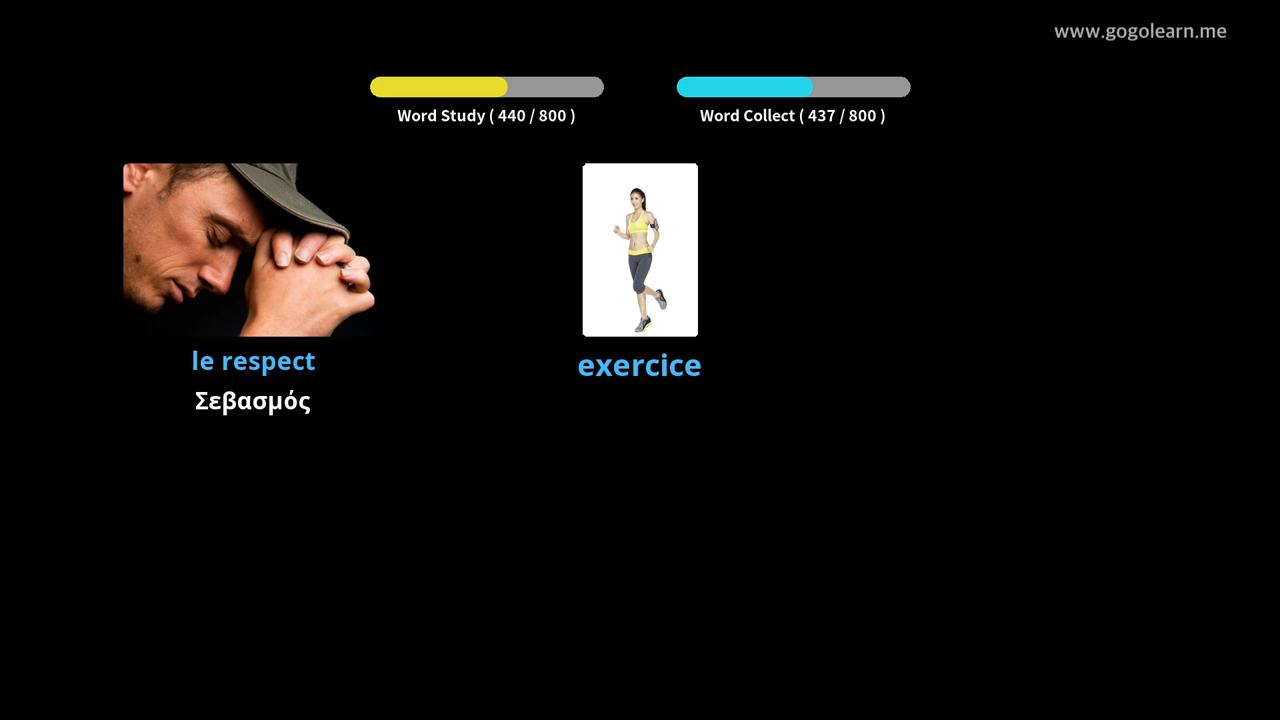 www.gogolearn.me
Word Study ( 440 / 800 )
Word Collect ( 437 / 800 )
le respect
Σεβασμός
exercice